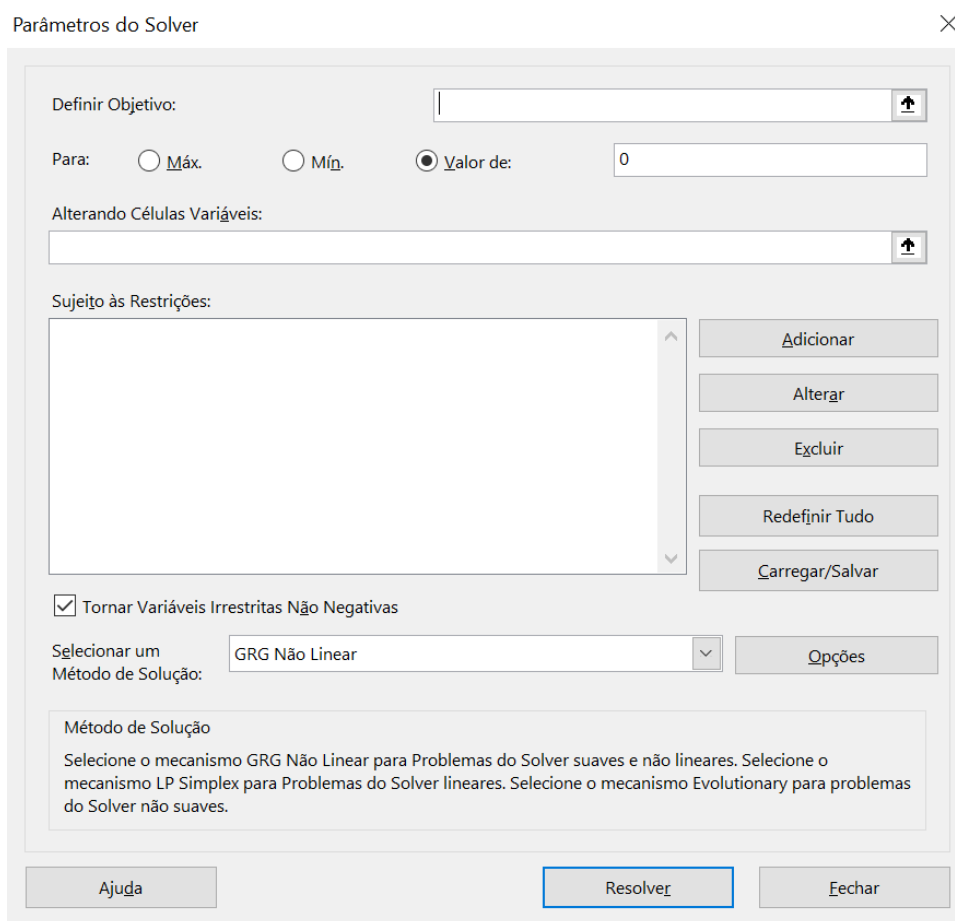 Parâmetros do Solver
Definir Objetivo:
Para: Máx. Mín. Valor de: 0
Alterando Células Variáveis:
Sujeito às Restrições:
Adicionar
Alterar
Excluir
Redefinir Tudo
Carregar/Salvar
Tornar Variáveis Irrestritas Não Negativas
Selecionar um
Método de Solução:
GRG Não Linear
Opções
Método de Solução
Selecione o mecanismo GRG Não Linear para Problemas do Solver suaves e não lineares. Selecione o
mecanismo LP Simplex para Problemas do Solver lineares. Selecione o mecanismo Evolutionary para problemas
do Solver não suaves.
Ajuda Resolver Fechar